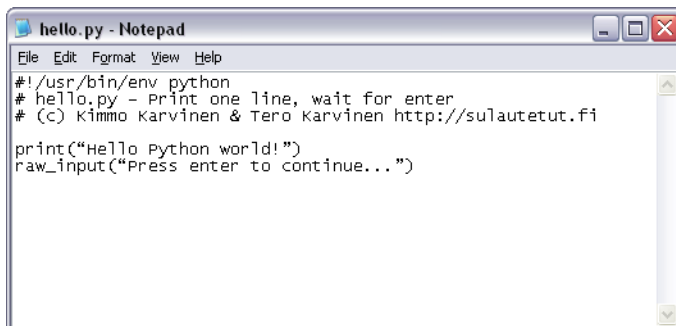 hello.py - Notepad
File Edit Format View Help
#!/usr/bin/env python
# hello.py – Print one line, wait for enter
# (c) Kimmo Karvinen & Tero Karvinen http://sulautetut.fi
print(“Hello Python world!”)
raw_input(“Press enter to continue...”)